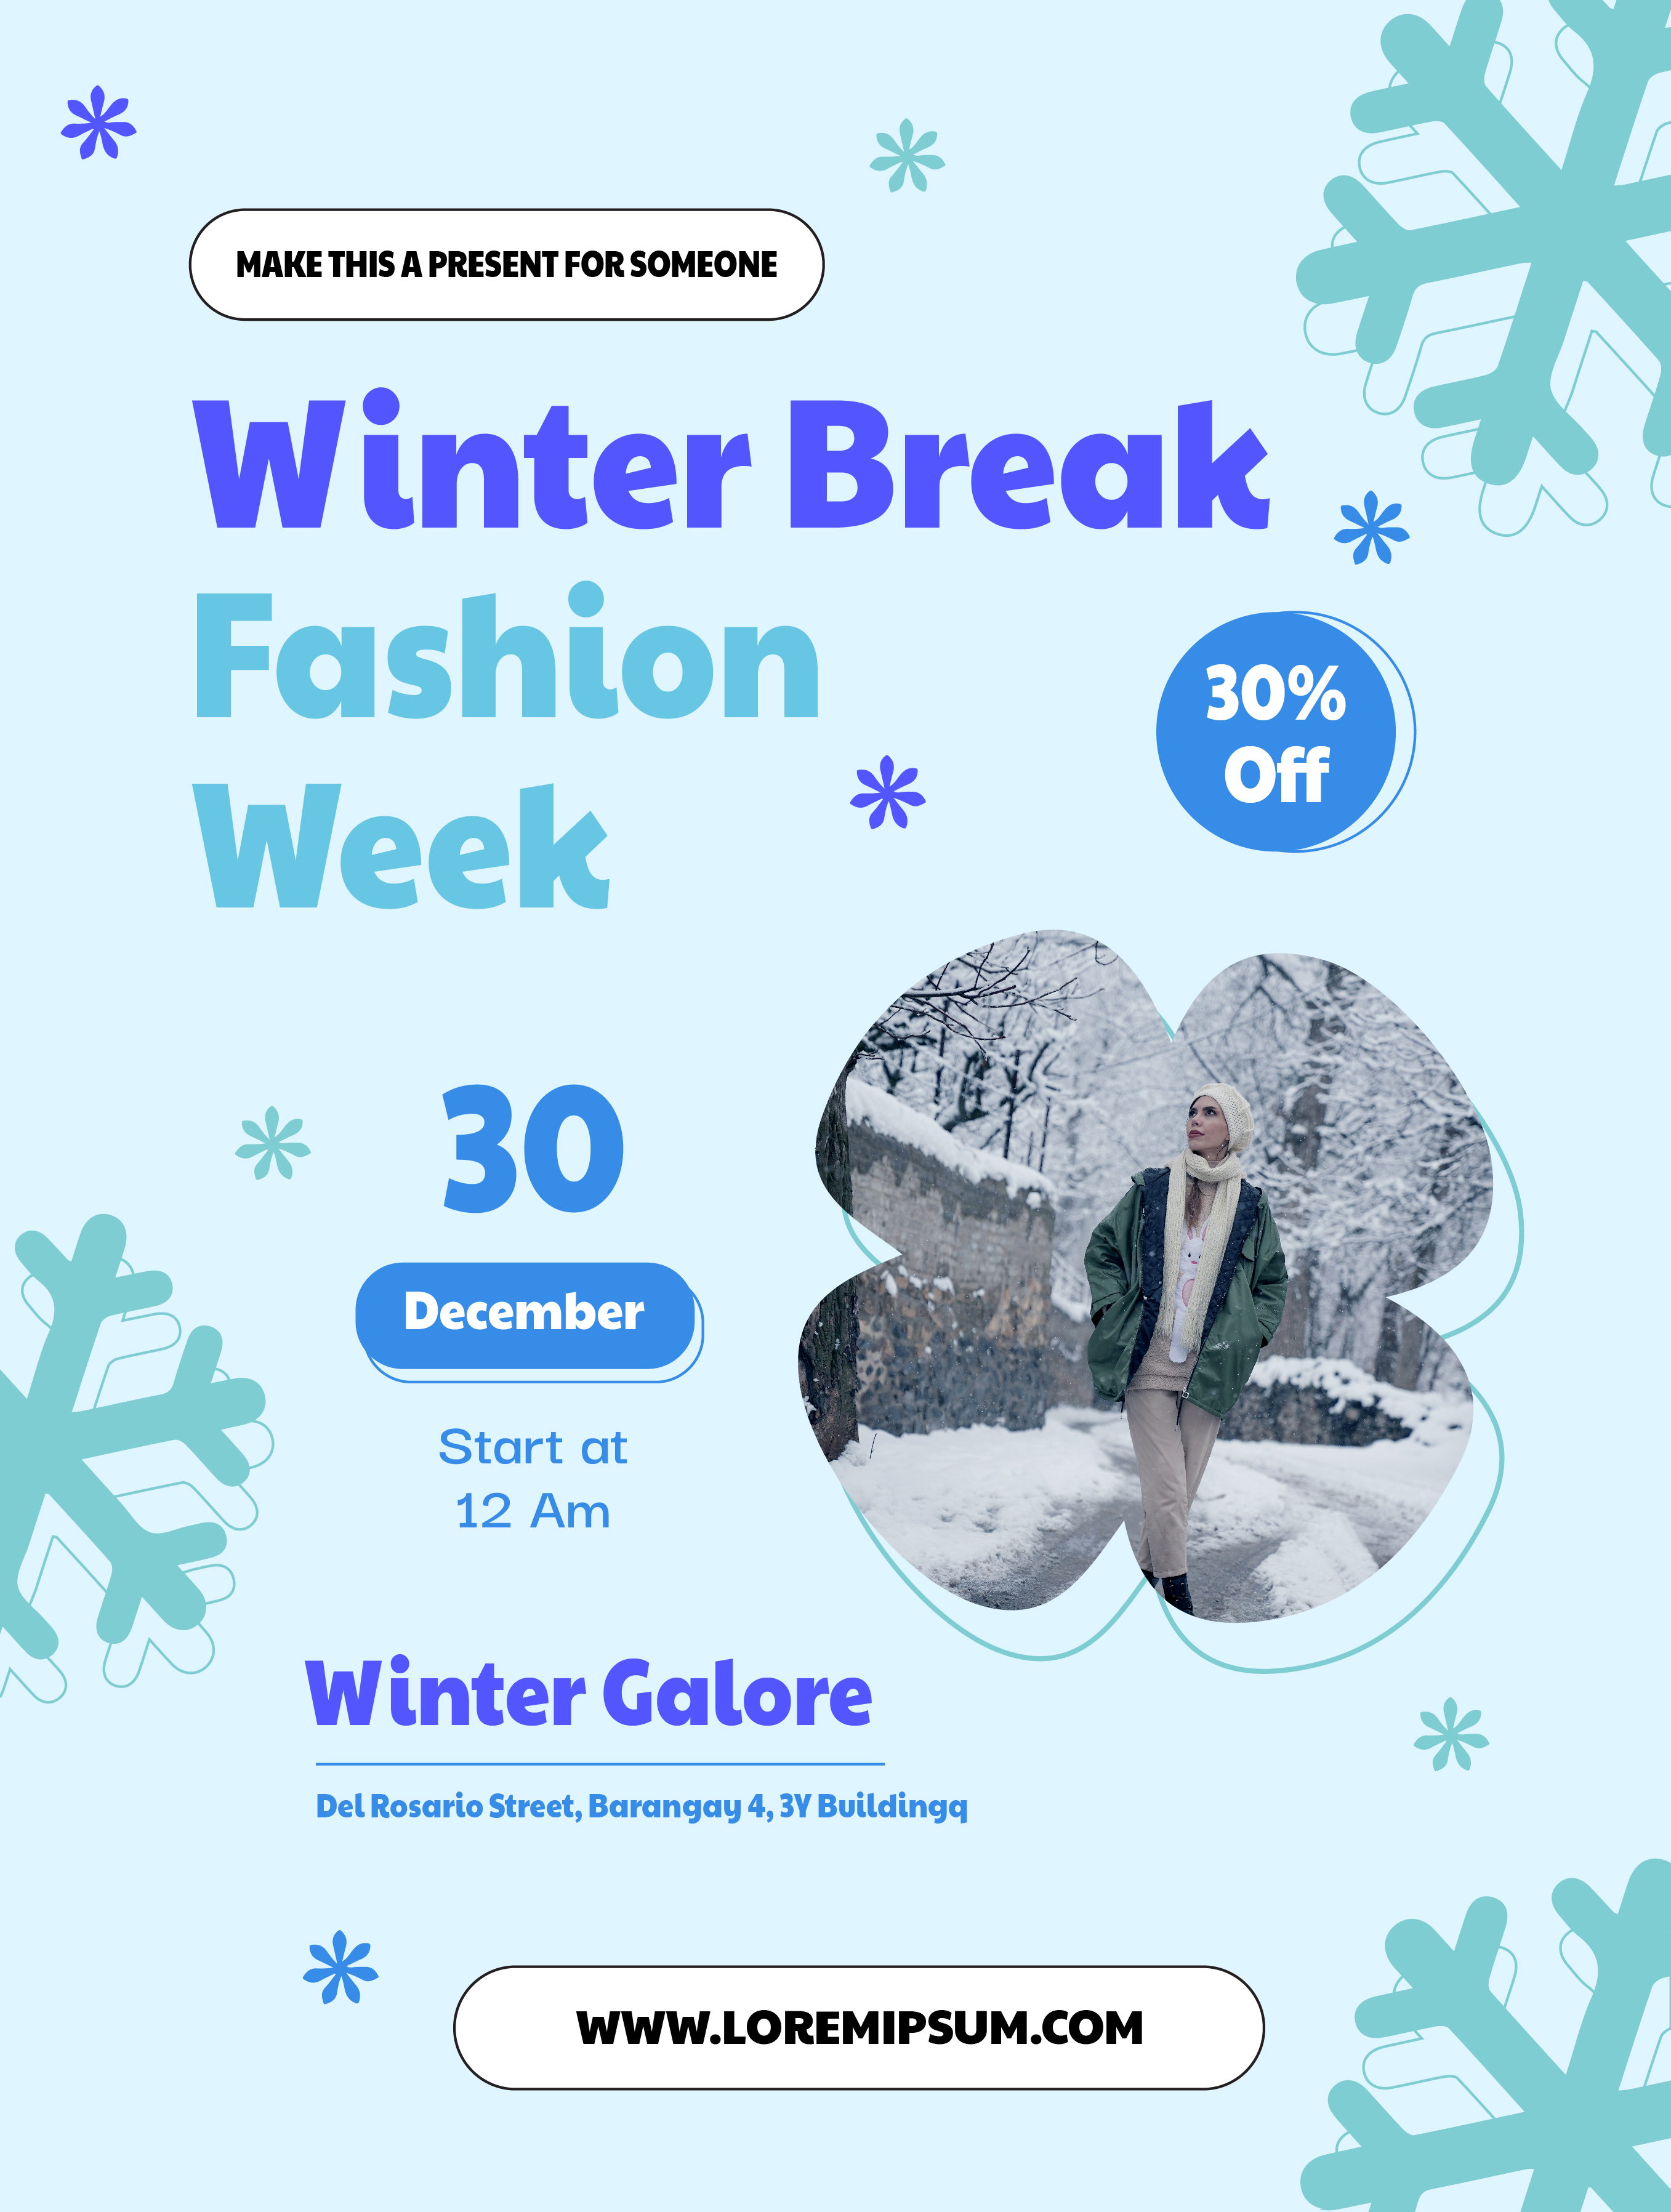 MAKE THIS A PRESENT FOR SOMEONE
Winter Break
Fashion
Week
30%
Off
30
December
Start at
12 Am
Winter Galore
Del Rosario Street, Barangay 4, 3Y Buildingq
WWW.LOREMIPSUM.COM